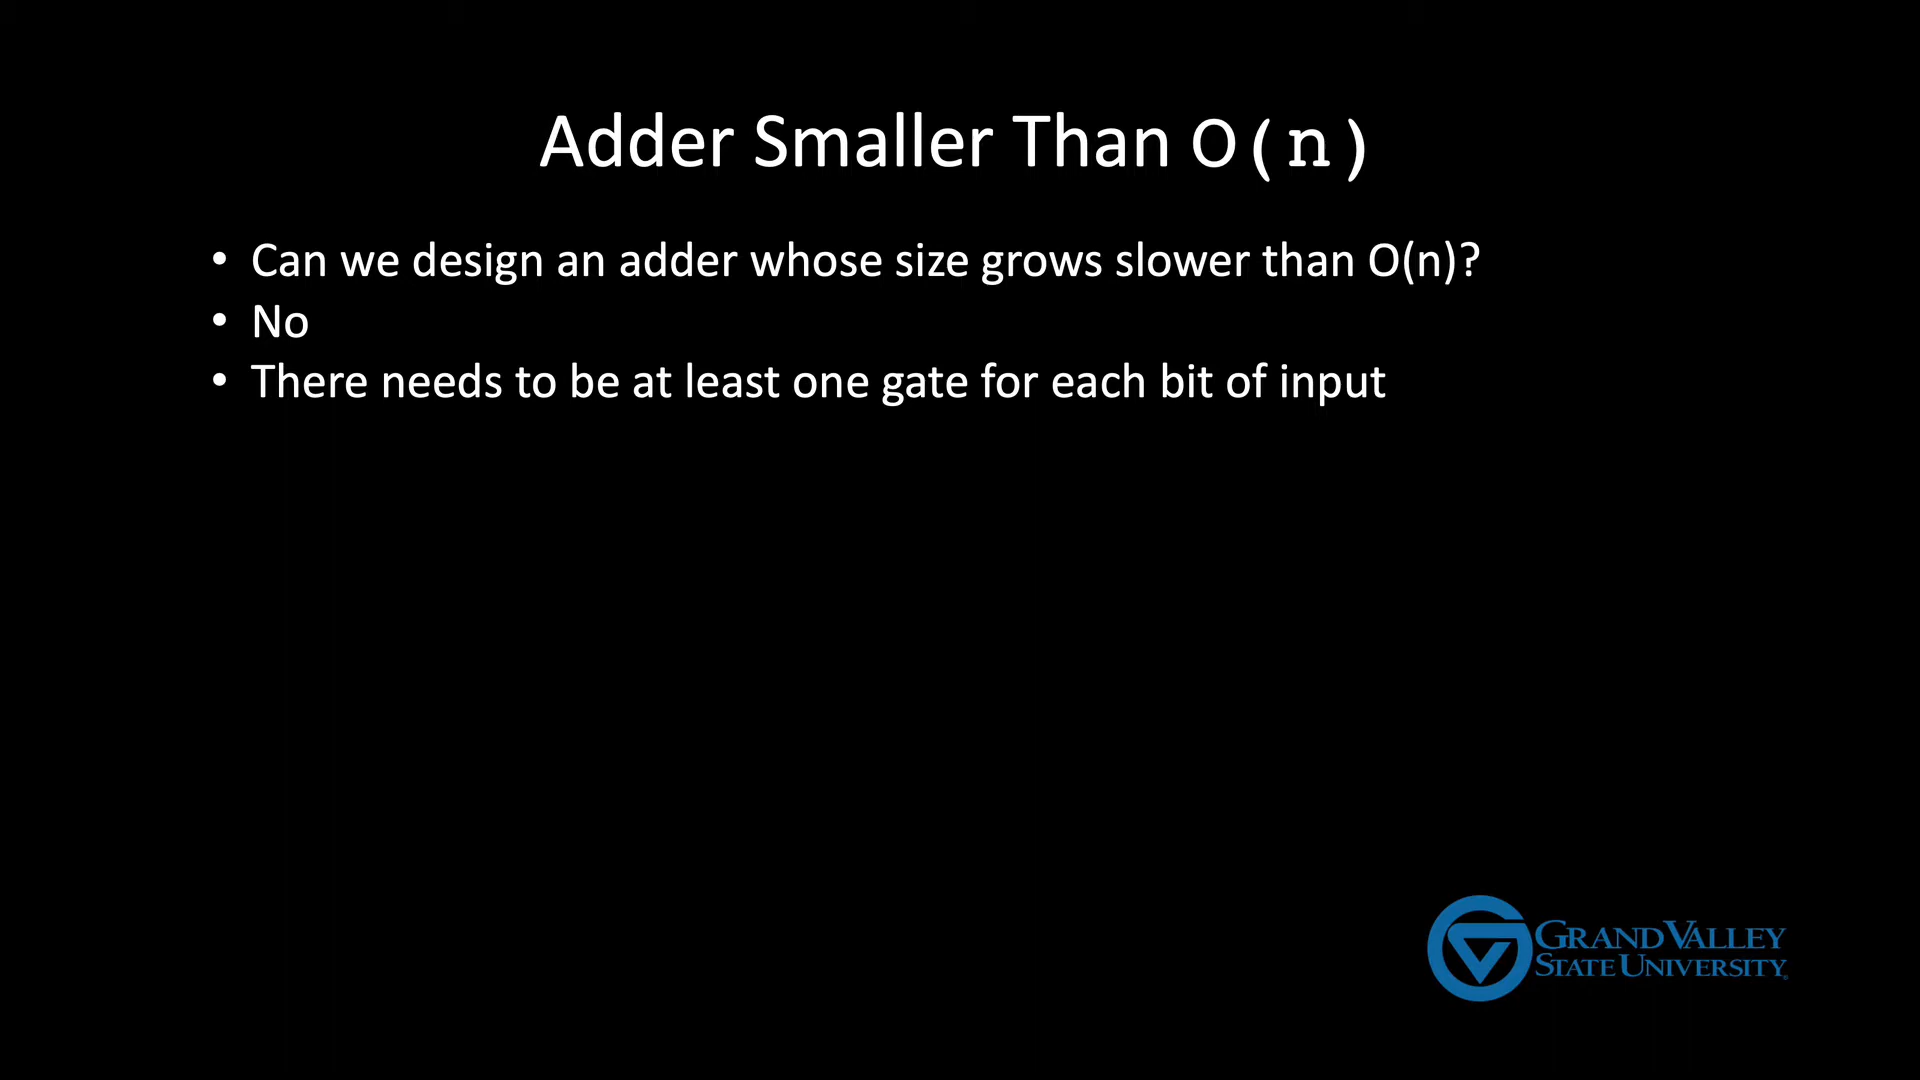 Adder Smaller Than O(n)
• Can we design an adder whose size grows slower than O(n)?
• No
• There needs to be at least one gate for each bit of input
GRAND VALLEY
STATE UNIVERSITY